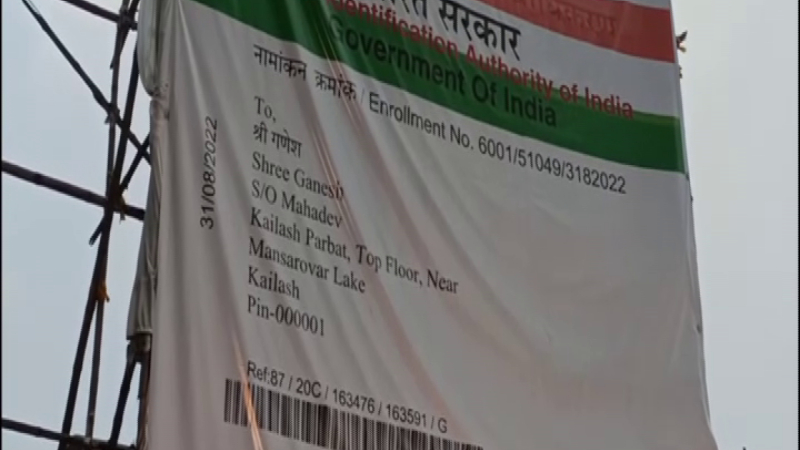 सरकार
Identification Authority of India
Government Of India
नामांकन क्रमांक / Enrollment No. 6001/51049/3182022
To,
श्री गणेश
Shree Ganesh
S/O Mahadev
Kailash Parbat, Top Floor, Near
Mansarovar Lake
Kailash
Pin-000001
31/08/2022
Ref:87 / 20C / 163476 / 163591 / G